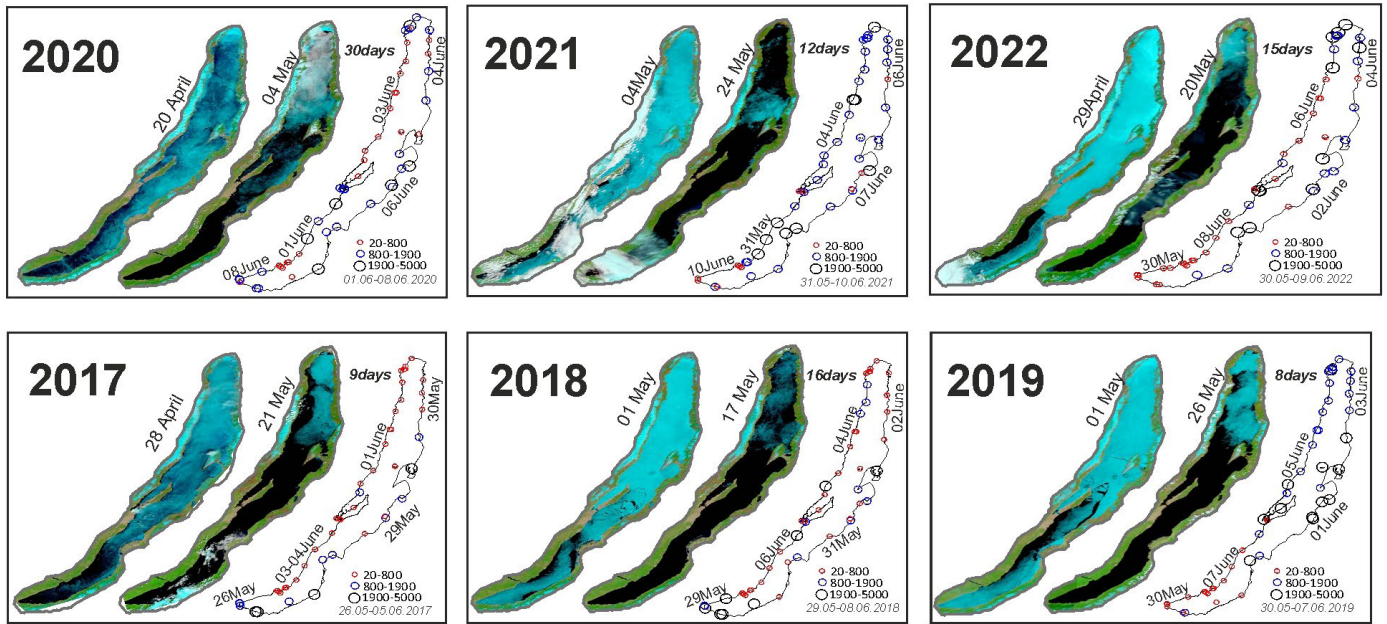 2020
20 April
04 May
30days
03June
04June
06June
01June
08June
20-800
800-1900
1900-5000
01.06-08.06.2020
2021
04May
24 May
12days
04June
06June
07June
31May
10June
20-800
800-1900
1900-5000
31.05-10.06.2021
2022
29April
20May
15days
06June
04June
02June
08June
30May
20-800
800-1900
1900-5000
30.05-09.06.2022
2017
28 April
21 May
9days
01June
30May
29May
03-04June
26May
20-800
800-1900
1900-5000
26.05-05.06.2017
2018
01 May
17 May
16days
04June
02June
31May
06June
29May
20-800
800-1900
1900-5000
29.05-08.06.2018
2019
01 May
26 May
8days
05June
03June
01June
07June
30May
20-800
800-1900
1900-5000
30.05-07.06.2019